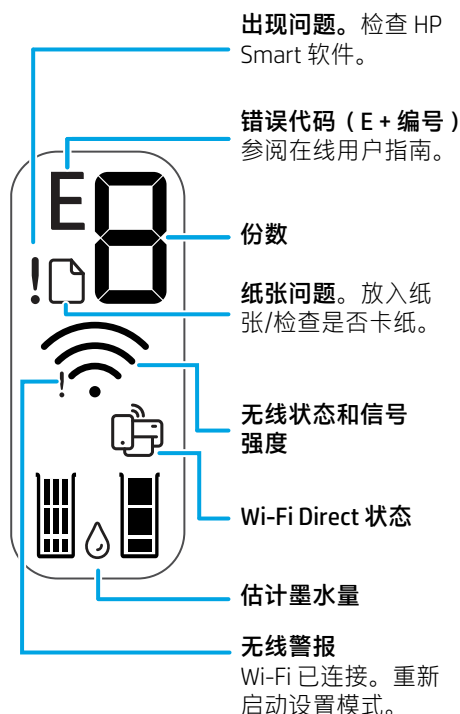 出现问题。检查 HP
Smart 软件。
错误代码（E + 编号）
参阅在线用户指南。
E8
份数
!
纸张问题。放入纸
张/检查是否卡纸。
!
无线状态和信号
强度
Wi-Fi Direct 状态
估计墨水量
无线警报
Wi-Fi 已连接。重新
启动设置模式。